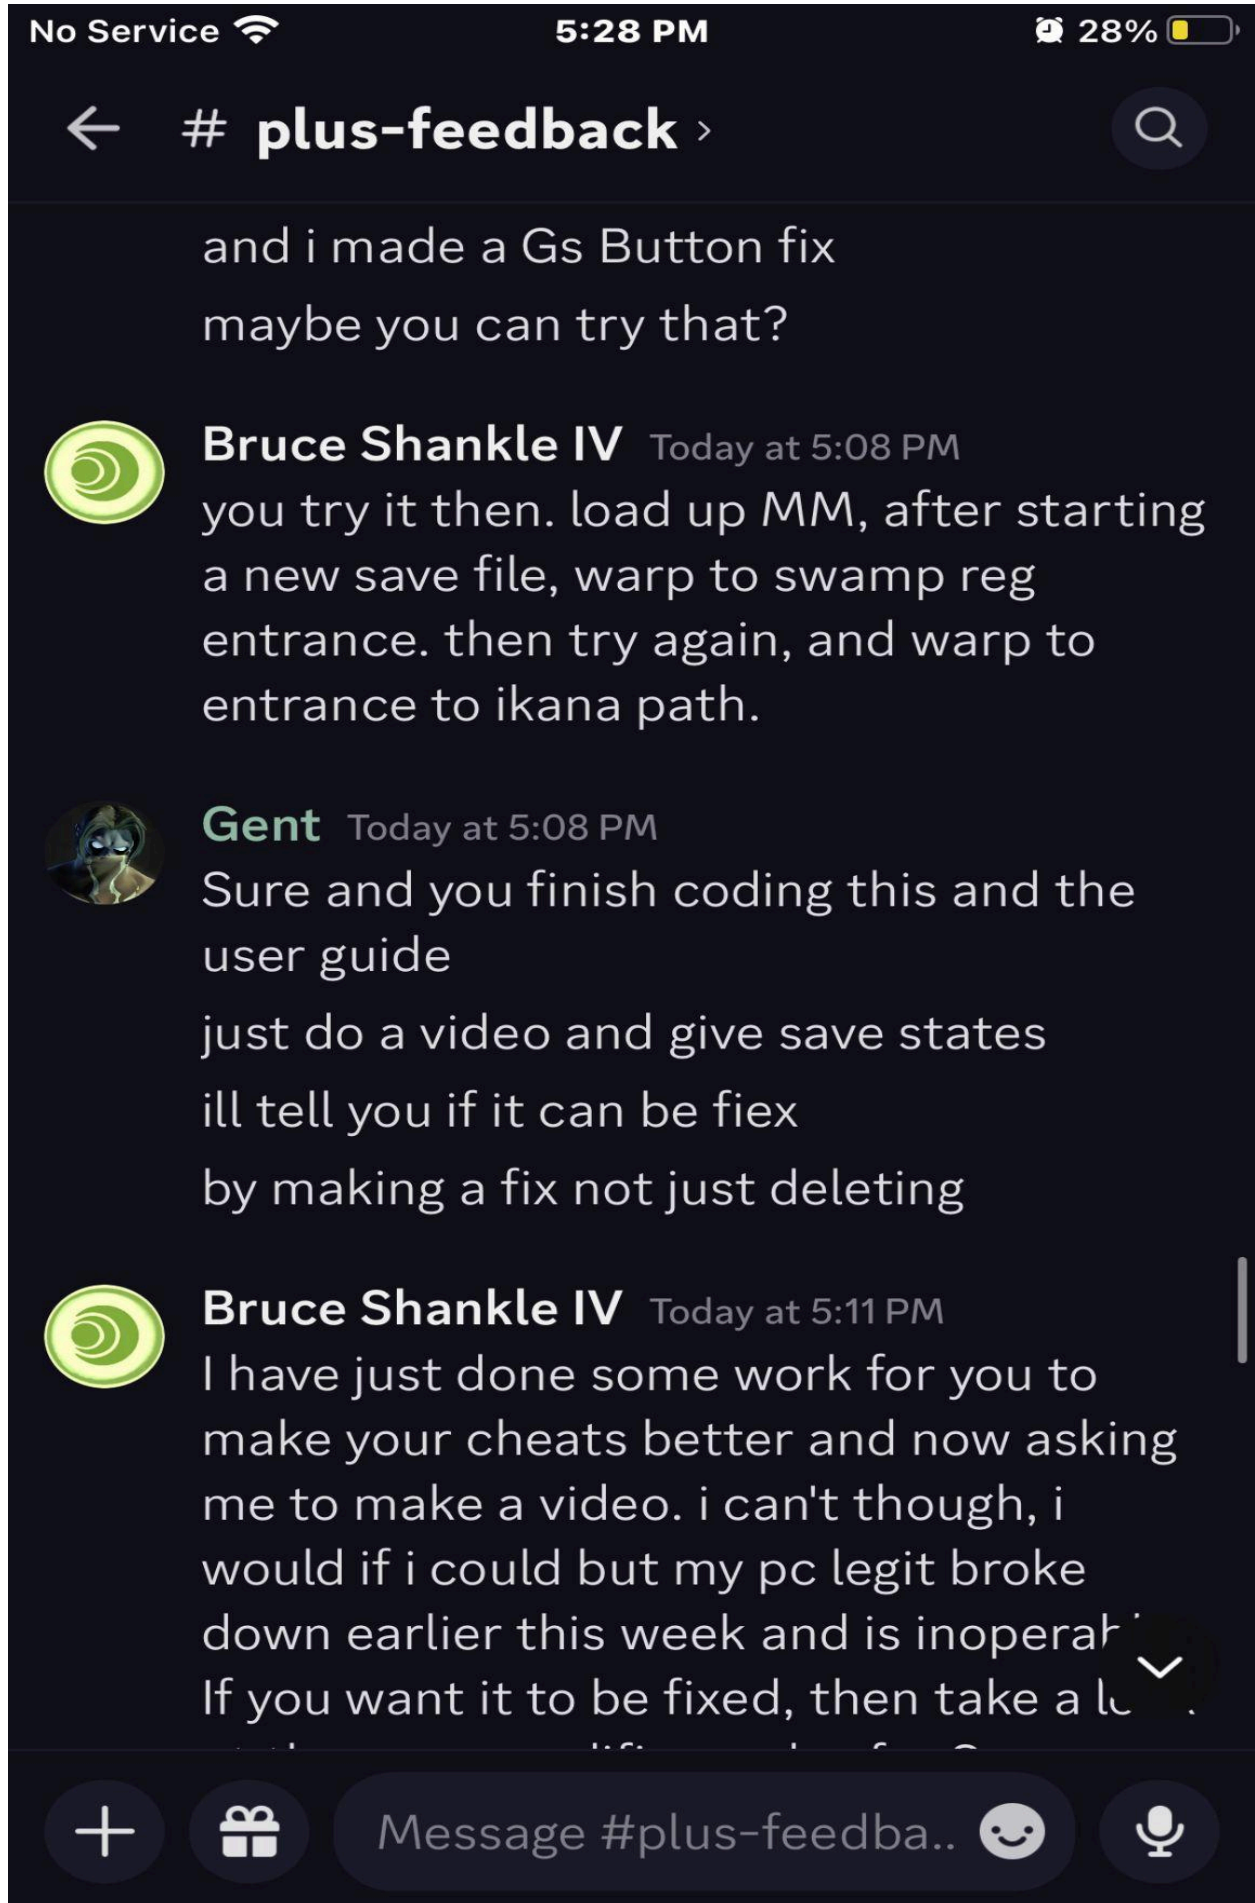 No Service
5:28 PM
28%
# plus-feedback
and i made a Gs Button fix
maybe you can try that?
Bruce Shankle IV Today at 5:08 PM
you try it then. load up MM, after starting
a new save file, warp to swamp reg
entrance. then try again, and warp to
entrance to ikana path.
Gent Today at 5:08 PM
Sure and you finish coding this and the
user guide
just do a video and give save states
ill tell you if it can be fiex
by making a fix not just deleting
Bruce Shankle IV Today at 5:11 PM
I have just done some work for you to
make your cheats better and now asking
me to make a video. i can't though, i
would if i could but my pc legit broke
down earlier this week and is
If you want it to be fixed, then take a
Message #plus-feedba..